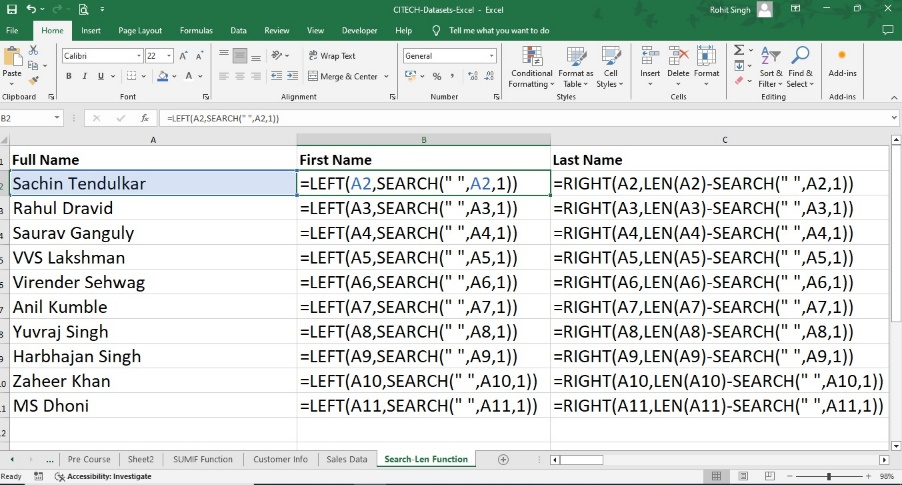 CITECH-Datasets-Excel - Excel
Rohit Singh
File Home Insert Page Layout Formulas Data Review View Developer Help Tell me what you want to do
Paste
Calibri 22
B I U
Wrap Text
Merge & Center
General
Conditional Formatting
Format as Table
Cell Styles
Insert Delete Format
Sort & Filter
Find & Select
Add-ins
Clipboard Font Alignment Number Styles Cells Editing Add-ins
B2 fx =LEFT(A2,SEARCH(" ",A2,1))
A B C
1 Full Name First Name Last Name
2 Sachin Tendulkar =LEFT(A2,SEARCH(" ",A2,1)) =RIGHT(A2,LEN(A2)-SEARCH(" ",A2,1))
3 Rahul Dravid =LEFT(A3,SEARCH(" ",A3,1)) =RIGHT(A3,LEN(A3)-SEARCH(" ",A3,1))
4 Saurav Ganguly =LEFT(A4,SEARCH(" ",A4,1)) =RIGHT(A4,LEN(A4)-SEARCH(" ",A4,1))
5 VVS Lakshman =LEFT(A5,SEARCH(" ",A5,1)) =RIGHT(A5,LEN(A5)-SEARCH(" ",A5,1))
6 Virender Sehwag =LEFT(A6,SEARCH(" ",A6,1)) =RIGHT(A6,LEN(A6)-SEARCH(" ",A6,1))
7 Anil Kumble =LEFT(A7,SEARCH(" ",A7,1)) =RIGHT(A7,LEN(A7)-SEARCH(" ",A7,1))
8 Yuvraj Singh =LEFT(A8,SEARCH(" ",A8,1)) =RIGHT(A8,LEN(A8)-SEARCH(" ",A8,1))
9 Harbhajan Singh =LEFT(A9,SEARCH(" ",A9,1)) =RIGHT(A9,LEN(A9)-SEARCH(" ",A9,1))
.0 Zaheer Khan =LEFT(A10,SEARCH(" ",A10,1)) =RIGHT(A10,LEN(A10)-SEARCH(" ",A10,1))
.1 MS Dhoni =LEFT(A11,SEARCH(" ",A11,1)) =RIGHT(A11,LEN(A11)-SEARCH(" ",A11,1))
.2
... Pre Course Sheet2 SUMIF Function Customer Info Sales Data Search-Len Function
Ready Accessibility: Investigate 98%